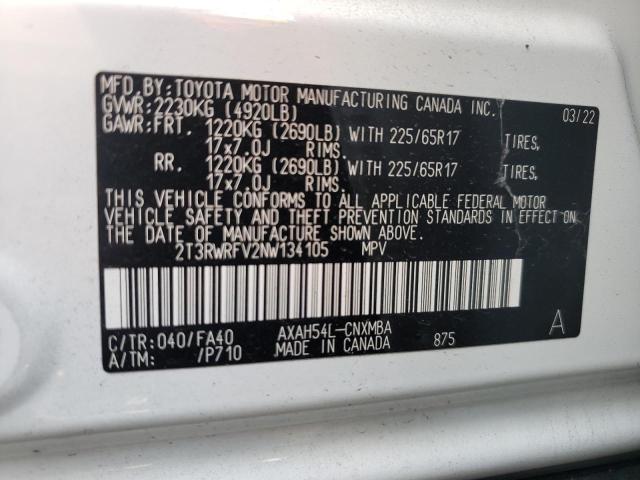 MFD.BY:TOYOTA MOTOR MANUFACTURING CANADA INC. 03/22
GVWR:2230KG (4920LB)
GAWR:FRT. 1220KG (2690LB) WITH 225/65R17 TIRES,
17x7.0J RIMS.
RR. 1220KG (2690LB) WITH 225/65R17 TIRES,
17x7.0J RIMS.
THIS VEHICLE CONFORMS TO ALL APPLICABLE FEDERAL MOTOR
VEHICLE SAFETY AND THEFT PREVENTION STANDARDS IN EFFECT ON
THE DATE OF MANUFACTURE SHOWN ABOVE.
2T3RWRFV2NW134105 MPV
C/TR:040/FA40 AXAH54L-CNXMBA A
A/TM: /P710 MADE IN CANADA 875